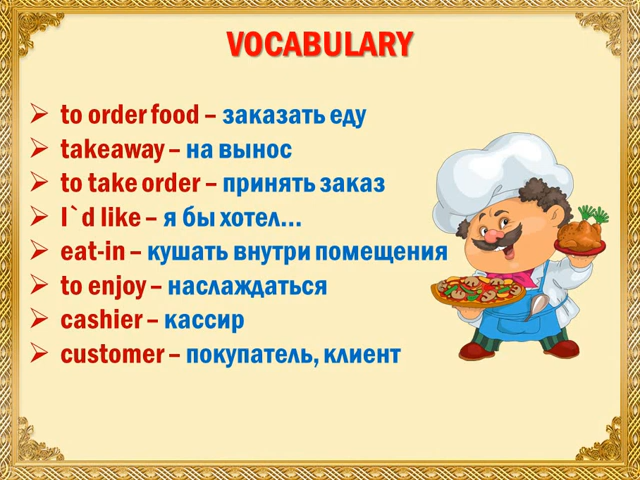 VOCABULARY
to order food – заказать еду
takeaway – на вынос
to take order – принять заказ
I`d like – я бы хотел...
eat-in – кушать внутри помещения
to enjoy – наслаждаться
cashier – кассир
customer – покупатель, клиент